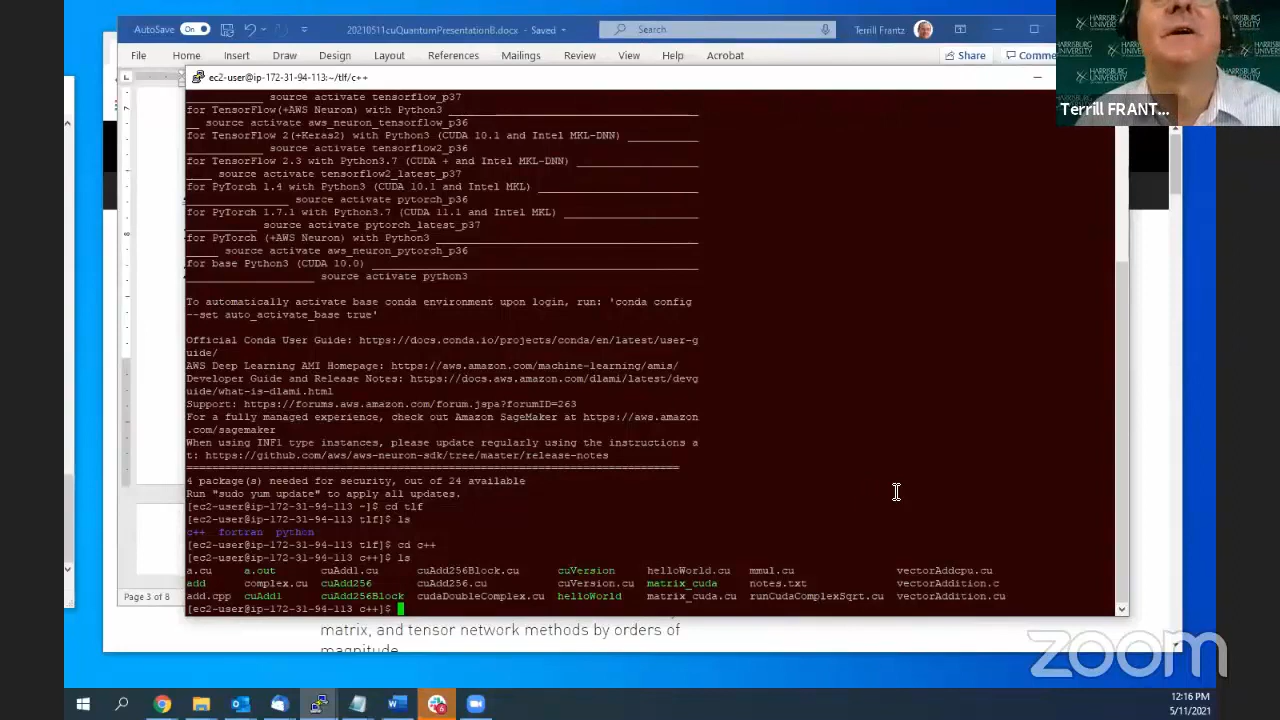 AutoSave On 20210511cuQuantumPresentationB.docx - Saved Search Terrill Frantz
File Home Insert Draw Design Layout References Mailings Review View Help Acrobat Share Comme
ec2-user@ip-172-31-94-113:~/tlf/c++
HARRISBURG
UNIVERSITY
Terrill FRANT...
____________ source activate tensorflow_p37
for TensorFlow(+AWS Neuron) with Python3 ________________________________________
__ source activate aws_neuron_tensorflow_p36
for TensorFlow 2(+Keras2) with Python3 (CUDA 10.1 and Intel MKL-DNN) ___________
_________________ source activate tensorflow2_p36
for TensorFlow 2.3 with Python3.7 (CUDA + and Intel MKL-DNN) ___________________
____ source activate tensorflow2_latest_p37
for PyTorch 1.4 with Python3 (CUDA 10.1 and Intel MKL) _________________________
________________ source activate pytorch_p36
for PyTorch 1.7.1 with Python3.7 (CUDA 11.1 and Intel MKL) _____________________
___________ source activate pytorch_latest_p37
for PyTorch (+AWS Neuron) with Python3 _________________________________________
_____ source activate aws_neuron_pytorch_p36
for base Python3 (CUDA 10.0) ___________________________________________________
____________________ source activate python3
To automatically activate base conda environment upon login, run: 'conda config
--set auto_activate_base true'
Official Conda User Guide: https://docs.conda.io/projects/conda/en/latest/user-g
uide/
AWS Deep Learning AMI Homepage: https://aws.amazon.com/machine-learning/amis/
Developer Guide and Release Notes: https://docs.aws.amazon.com/dlami/latest/devg
uide/what-is-dlami.html
Support: https://forums.aws.amazon.com/forum.jspa?forumID=263
For a fully managed experience, check out Amazon SageMaker at https://aws.amazon
.com/sagemaker
When using INF1 type instances, please update regularly using the instructions a
t: https://github.com/aws/aws-neuron-sdk/tree/master/release-notes
=============================================================================
4 package(s) needed for security, out of 24 available
Run "sudo yum update" to apply all updates.
[ec2-user@ip-172-31-94-113 ~]$ cd tlf
[ec2-user@ip-172-31-94-113 tlf]$ ls
c++ fortran python
[ec2-user@ip-172-31-94-113 tlf]$ cd c++
[ec2-user@ip-172-31-94-113 c++]$ ls
a.cu a.out cuAdd1.cu cuAdd256Block.cu cuVersion helloWorld.cu mmul.cu vectorAddcpu.cu
add complex.cu cuAdd256 cuAdd256.cu cuVersion.cu matrix_cuda notes.txt vectorAddition.c
add.cpp cuAdd1 cuAdd256Block cudaDoubleComplex.cu helloWorld matrix_cuda.cu runCudaComplexSqrt.cu vectorAddition.cu
[ec2-user@ip-172-31-94-113 c++]$
Page 3 of 8
matrix, and tensor network methods by orders of
magnitude
zoom
12:16 PM
5/11/2021